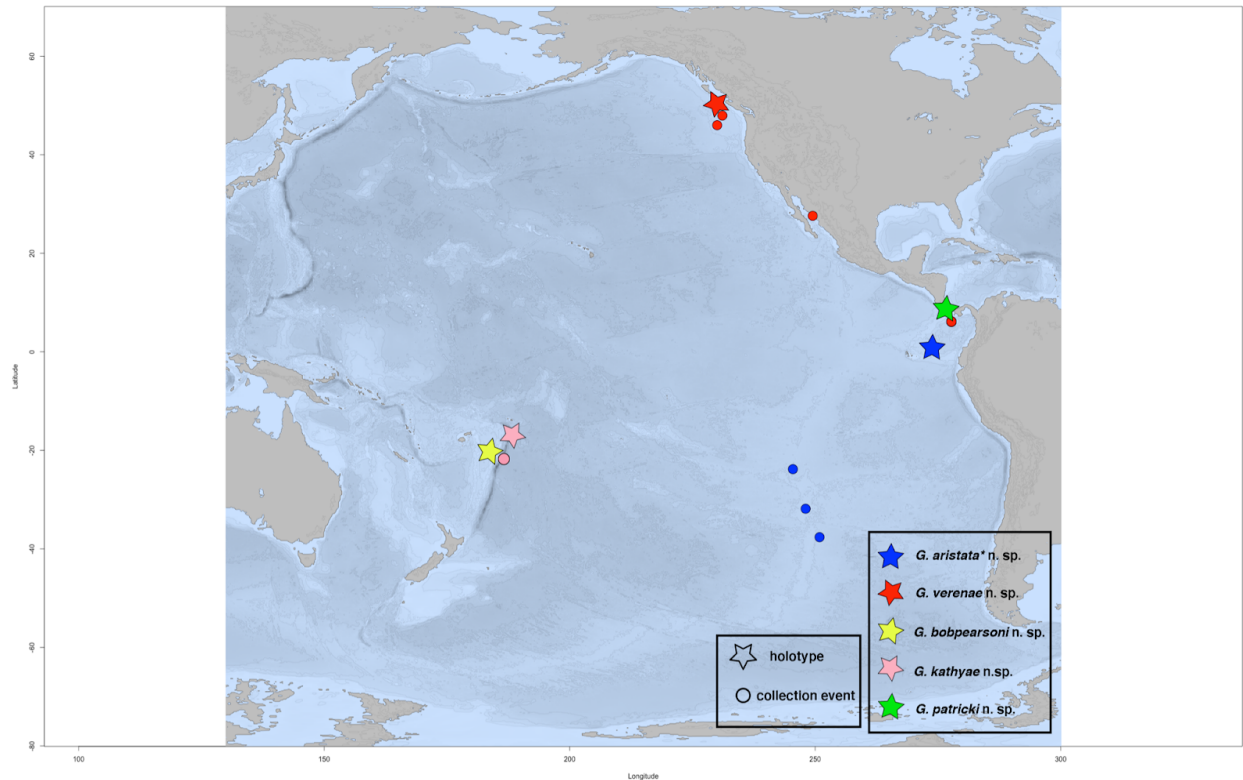 60
40
20
0
-20
-40
-60
-80
Latitude
100
150
200
250
300
Longitude
holotype
collection event
G. aristata* n. sp.
G. verenae n. sp.
G. bobpearsoni n. sp.
G. kathyae n.sp.
G. patricki n. sp.